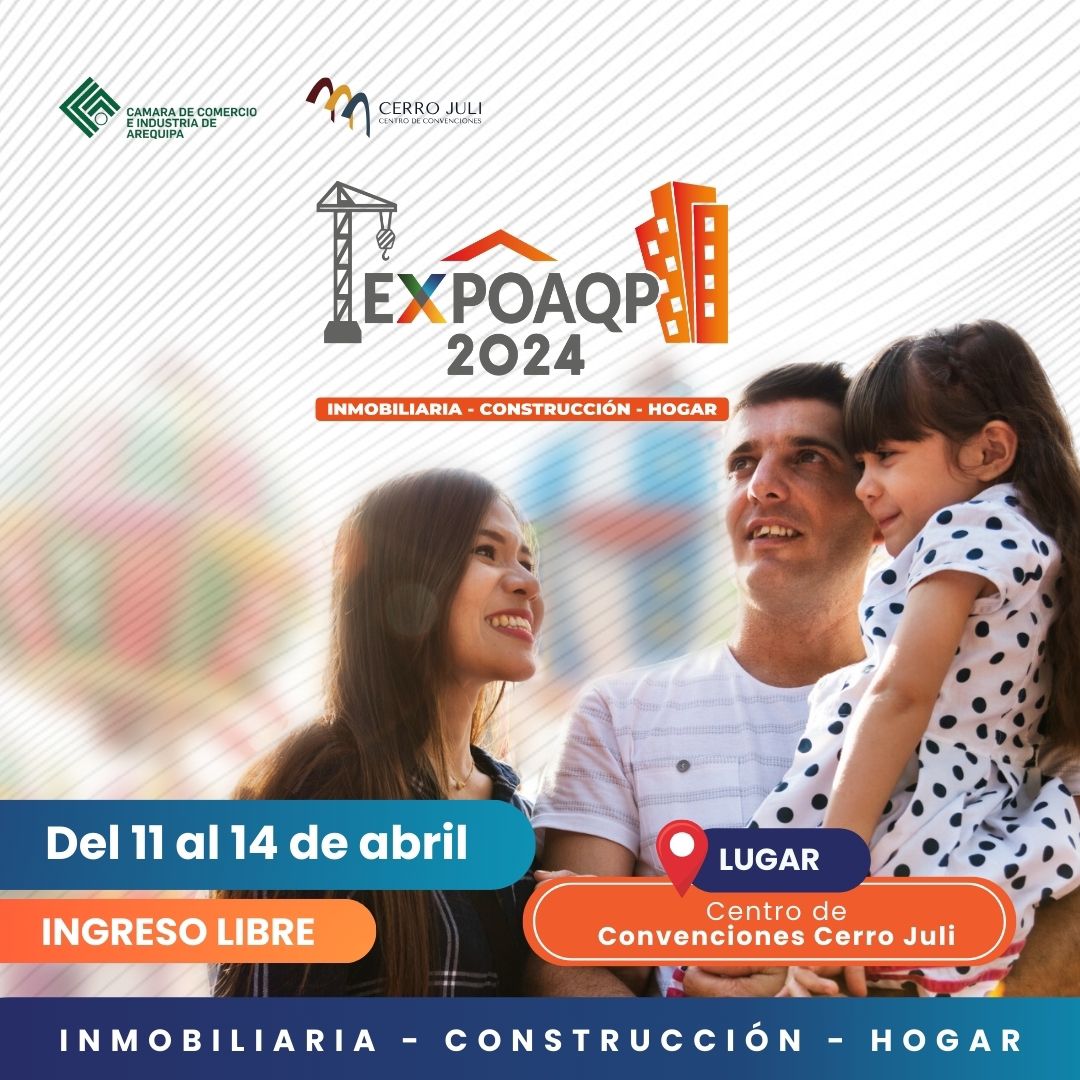 CAMARA DE COMERCIO
E INDUSTRIA DE
AREQUIPA
CERRO JULI
CENTRO DE CONVENCIONES
EXPOAQP
2024
INMOBILIARIA - CONSTRUCCIÓN - HOGAR
Del 11 al 14 de abril
INGRESO LIBRE
LUGAR
Centro de
Convenciones Cerro Juli
INMOBILIARIA - CONSTRUCCIÓN - HOGAR